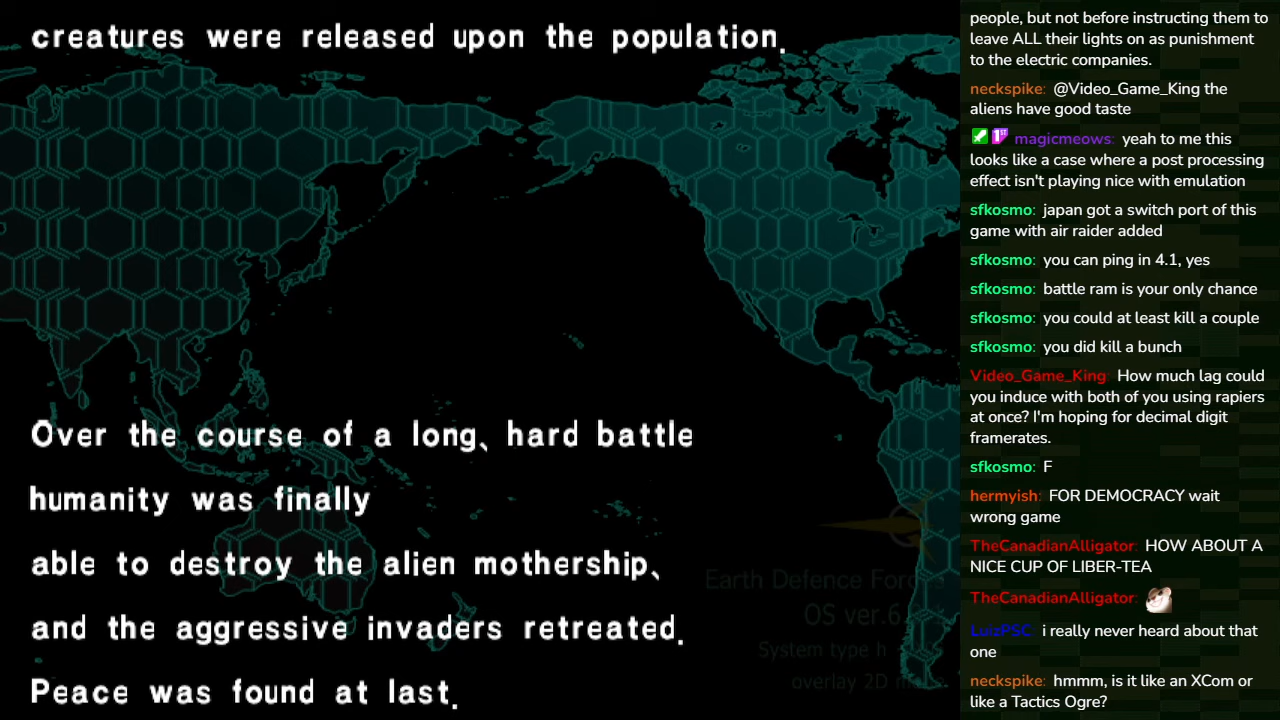 creatures were released upon the population.
Over the course of a long、hard battle
humanity was finally
able to destroy the alien mothership、
and the aggressive invaders retreated.
Peace was found at last.
Earth Defence For
OS ver.6
System type h
overlay 2D m
people, but not before instructing them to
leave ALL their lights on as punishment
to the electric companies.
neckspike: @Video_Game_King the
aliens have good taste
magicmeows: yeah to me this
looks like a case where a post processing
effect isn't playing nice with emulation
sfkosmo: japan got a switch port of this
game with air raider added
sfkosmo: you can ping in 4.1, yes
sfkosmo: battle ram is your only chance
sfkosmo: you could at least kill a couple
sfkosmo: you did kill a bunch
Video_Game_King: How much lag could
you induce with both of you using rapiers
at once? I'm hoping for decimal digit
framerates.
sfkosmo: F
hermyish: FOR DEMOCRACY wait
wrong game
TheCanadianAlligator: HOW ABOUT A
NICE CUP OF LIBER-TEA
TheCanadianAlligator:
LuizPSC: i really never heard about that
one
neckspike: hmmm, is it like an XCom or
like a Tactics Ogre?